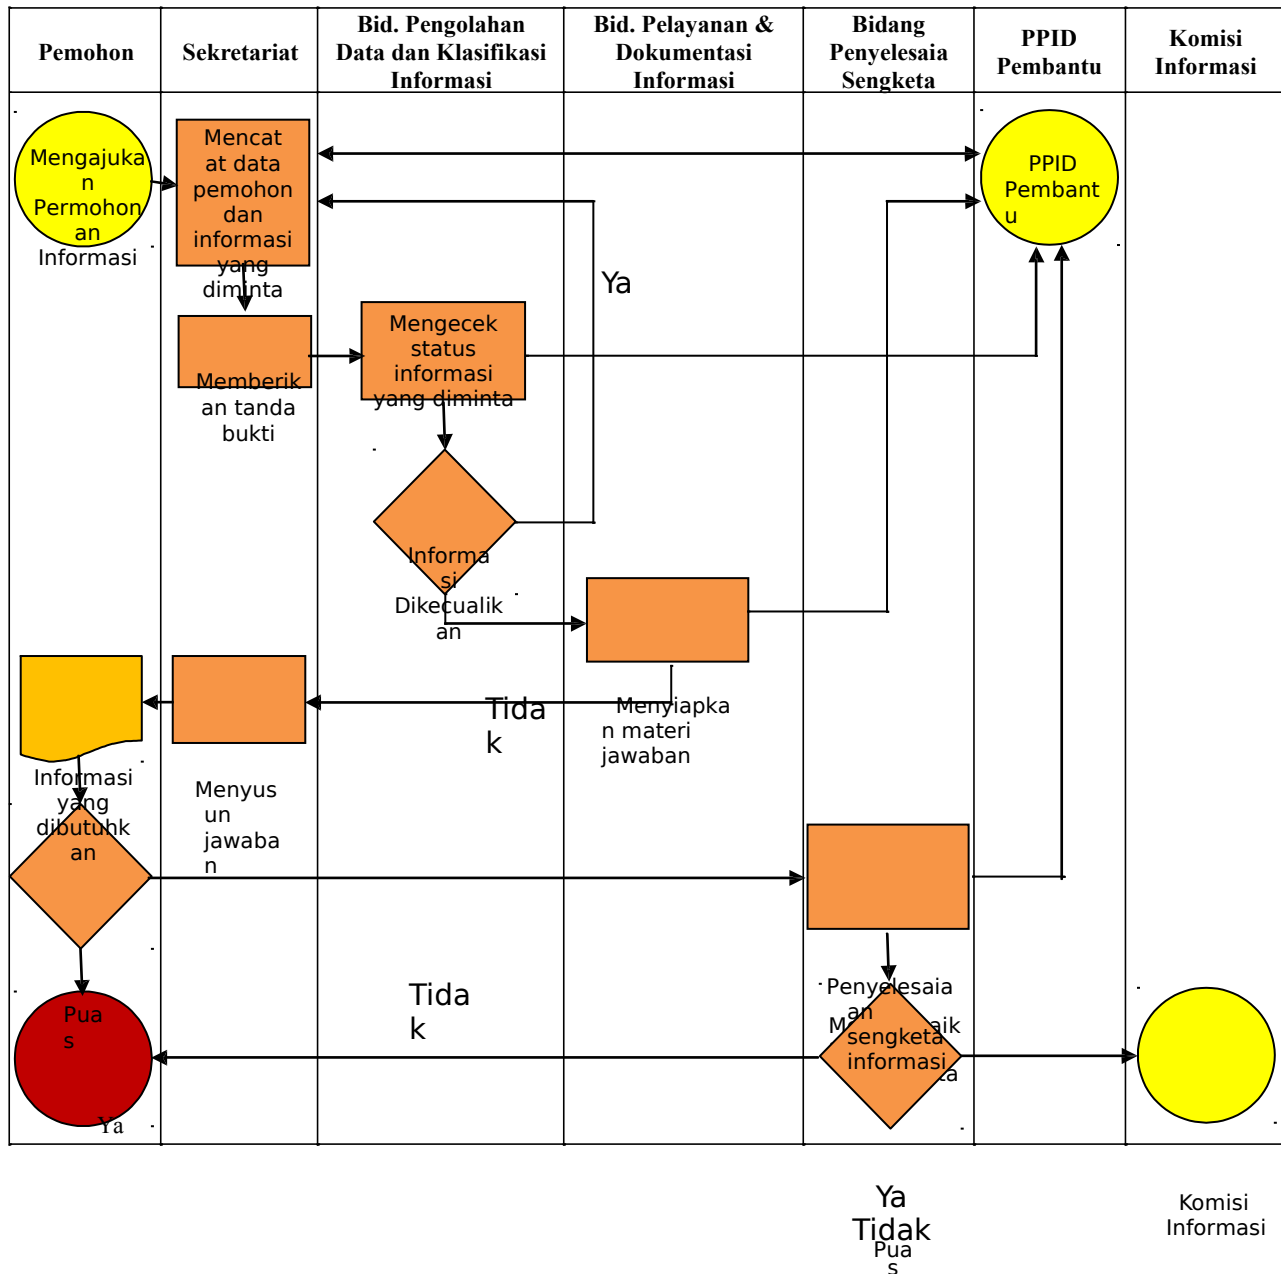 Pemohon
Sekretariat
Bid. Pengolahan
Data dan Klasifikasi
Informasi
Bid. Pelayanan &
Dokumentasi
Informasi
Bidang
Penyelesaia
Sengketa
PPID
Pembantu
Komisi
Informasi
Mengajuka
n
Permohon
an
Informasi
Mencat
at data
pemohon
dan
informasi
yang
diminta
PPID
Pembant
u
Ya
Memberik
an tanda
bukti
Mengecek
status
informasi
yang diminta
Informa
si
Dikecualik
an
Tida
k
Menyiapka
n materi
jawaban
Informasi
yang
dibutuhk
an
Menyus
un
jawaba
n
Tida
k
Pua
s
Ya
Penyelesaia
an
sengketa
informasi
Ya
Tidak
Pua
s
Komisi
Informasi